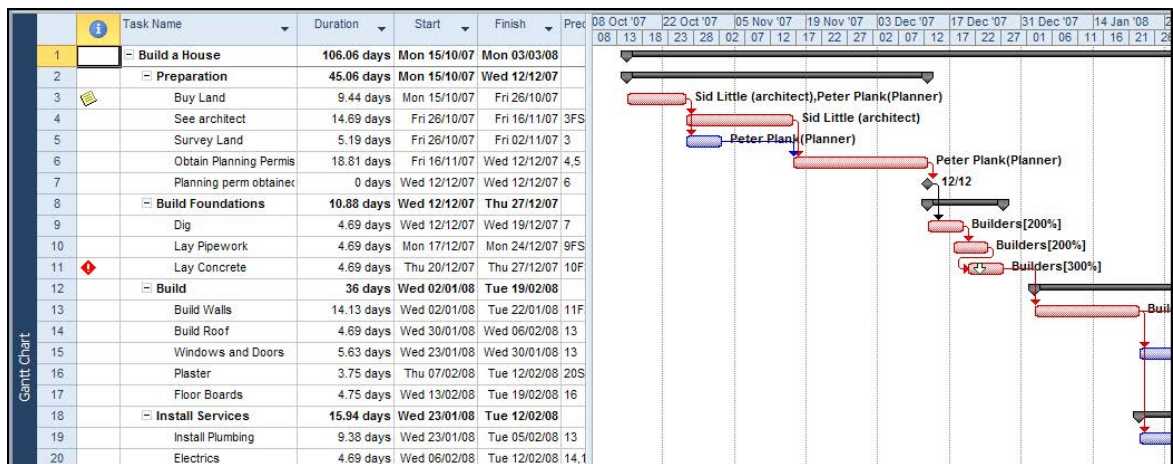 Task Name Duration Start Finish Pred 08 Oct '07 22 Oct '07 05 Nov '07 19 Nov '07 03 Dec '07 17 Dec '07 31 Dec '07 14 Jan '08
08 13 18 23 28 02 07 12 17 22 27 02 07 12 17 22 27 01 06 11 16 21 26
1 Build a House 106.06 days Mon 15/10/07 Mon 03/03/08
2 Preparation 45.06 days Mon 15/10/07 Wed 12/12/07
3 Buy Land 9.44 days Mon 15/10/07 Fri 26/10/07 Sid Little (architect),Peter Plank(Planner)
4 See architect 14.69 days Fri 26/10/07 Fri 16/11/07 3FS Sid Little (architect)
5 Survey Land 5.19 days Fri 26/10/07 Fri 02/11/07 3 Peter Plank(Planner)
6 Obtain Planning Permis 18.81 days Fri 16/11/07 Wed 12/12/07 4,5 Peter Plank(Planner)
7 Planning perm obtained 0 days Wed 12/12/07 Wed 12/12/07 6 12/12
8 Build Foundations 10.88 days Wed 12/12/07 Thu 27/12/07
9 Dig 4.69 days Wed 12/12/07 Wed 19/12/07 7 Builders[200%]
10 Lay Pipework 4.69 days Mon 17/12/07 Mon 24/12/07 9FS Builders[200%]
11 Lay Concrete 4.69 days Thu 20/12/07 Thu 27/12/07 10F Builders[300%]
12 Build 36 days Wed 02/01/08 Tue 19/02/08
13 Build Walls 14.13 days Wed 02/01/08 Tue 22/01/08 11F Buil
14 Build Roof 4.69 days Wed 30/01/08 Wed 06/02/08 13
15 Windows and Doors 5.63 days Wed 23/01/08 Wed 30/01/08 13
16 Plaster 3.75 days Thu 07/02/08 Tue 12/02/08 20S
17 Floor Boards 4.75 days Wed 13/02/08 Tue 19/02/08 16
18 Install Services 15.94 days Wed 23/01/08 Tue 12/02/08
19 Install Plumbing 9.38 days Wed 23/01/08 Tue 05/02/08 13
20 Electrics 4.69 days Wed 06/02/08 Tue 12/02/08 14,1
Gantt Chart